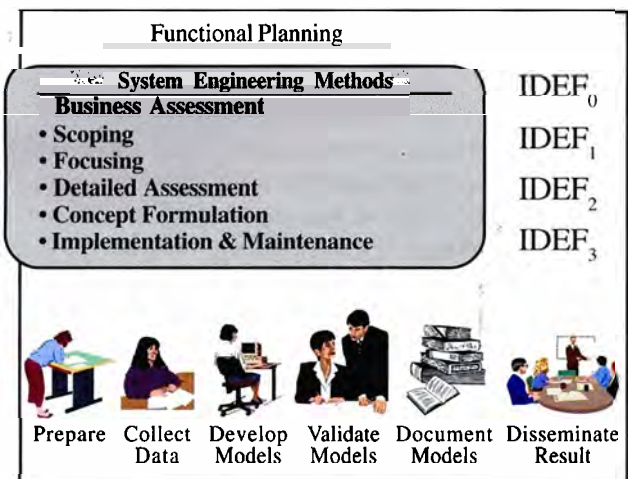 Functional Planning
System Engineering Methods
Business Assessment
• Scoping
• Focusing
• Detailed Assessment
• Concept Formulation
• Implementation & Maintenance
IDEF0
IDEF1
IDEF2
IDEF3
Prepare
Collect Data
Develop Models
Validate Models
Document Models
Disseminate Result